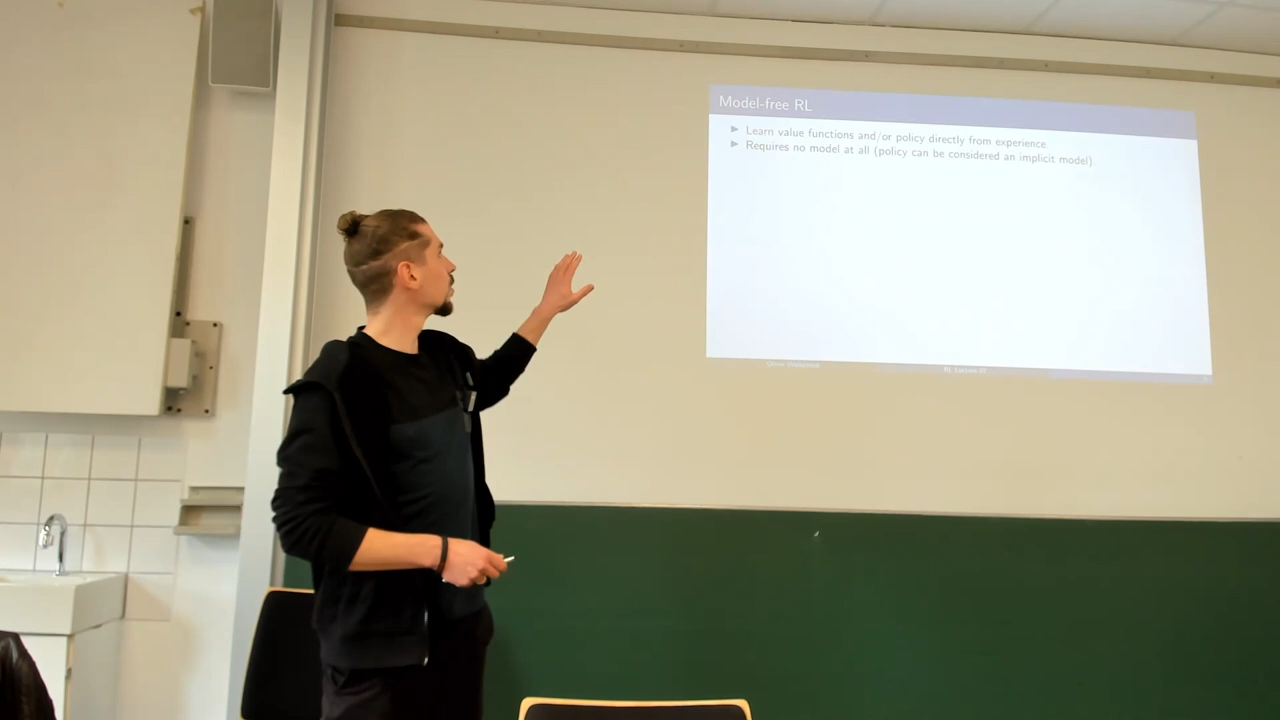 Model-free RL
▶ Learn value functions and/or policy directly from experience
▶ Requires no model at all (policy can be considered an implicit model)